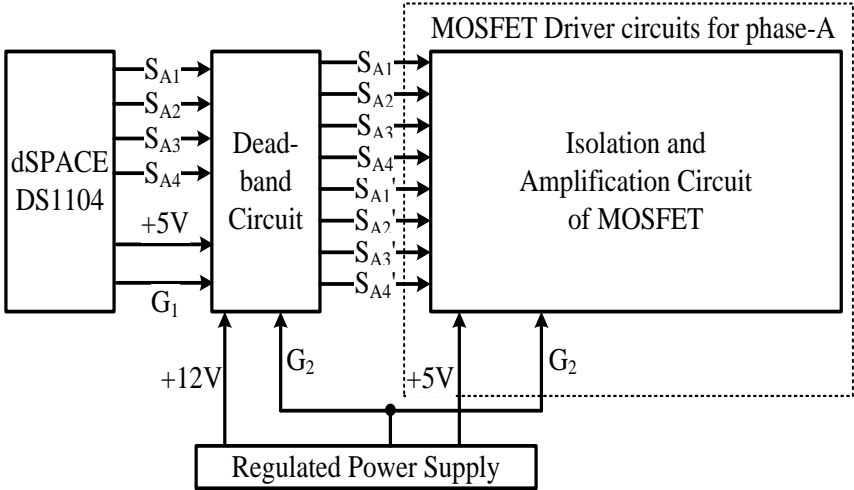 MOSFET Driver circuits for phase-A
dSPACE
DS1104
S_A1
S_A2
S_A3
S_A4
+5V
G_1
Dead-
band
Circuit
S_A1
S_A2
S_A3
S_A4
S_A1'
S_A2'
S_A3'
S_A4'
Isolation and
Amplification Circuit
of MOSFET
+12V
G_2
+5V
G_2
Regulated Power Supply